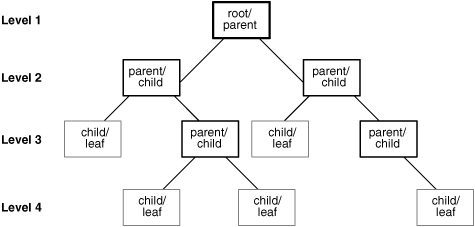 Level 1
root/
parent
Level 2
parent/
child
parent/
child
Level 3
child/
leaf
parent/
child
child/
leaf
parent/
child
Level 4
child/
leaf
child/
leaf
child/
leaf